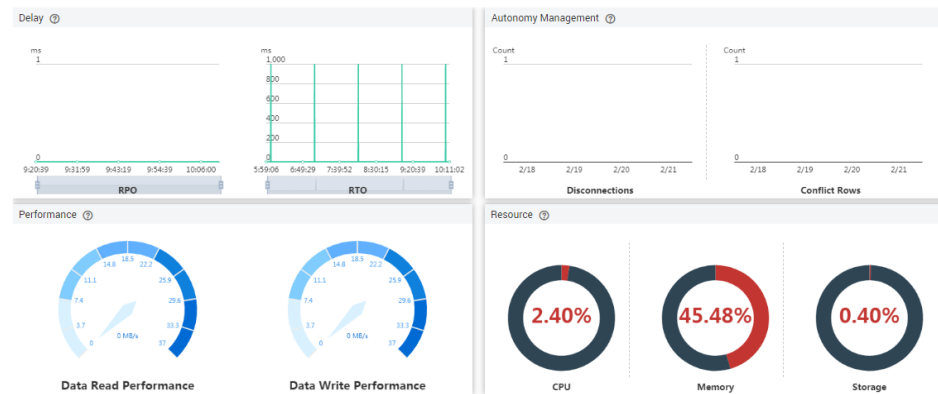 Delay ?
ms
1
0
9:20:39 9:31:59 9:43:19 9:54:39 10:06:00
RPO
ms
1,000
800
600
400
200
0
5:59:06 6:49:29 7:39:52 8:30:15 9:20:39 10:11:02
RTO
Autonomy Management ?
Count
1
0
2/18 2/19 2/20 2/21
Disconnections
Count
1
0
2/18 2/19 2/20 2/21
Conflict Rows
Performance ?
0
3.7
7.4
11.1
14.8
18.5
22.2
25.9
29.6
33.3
37
0 MB/s
Data Read Performance
0
3.7
7.4
11.1
14.8
18.5
22.2
25.9
29.6
33.3
37
0 MB/s
Data Write Performance
Resource ?
2.40%
CPU
45.48%
Memory
0.40%
Storage